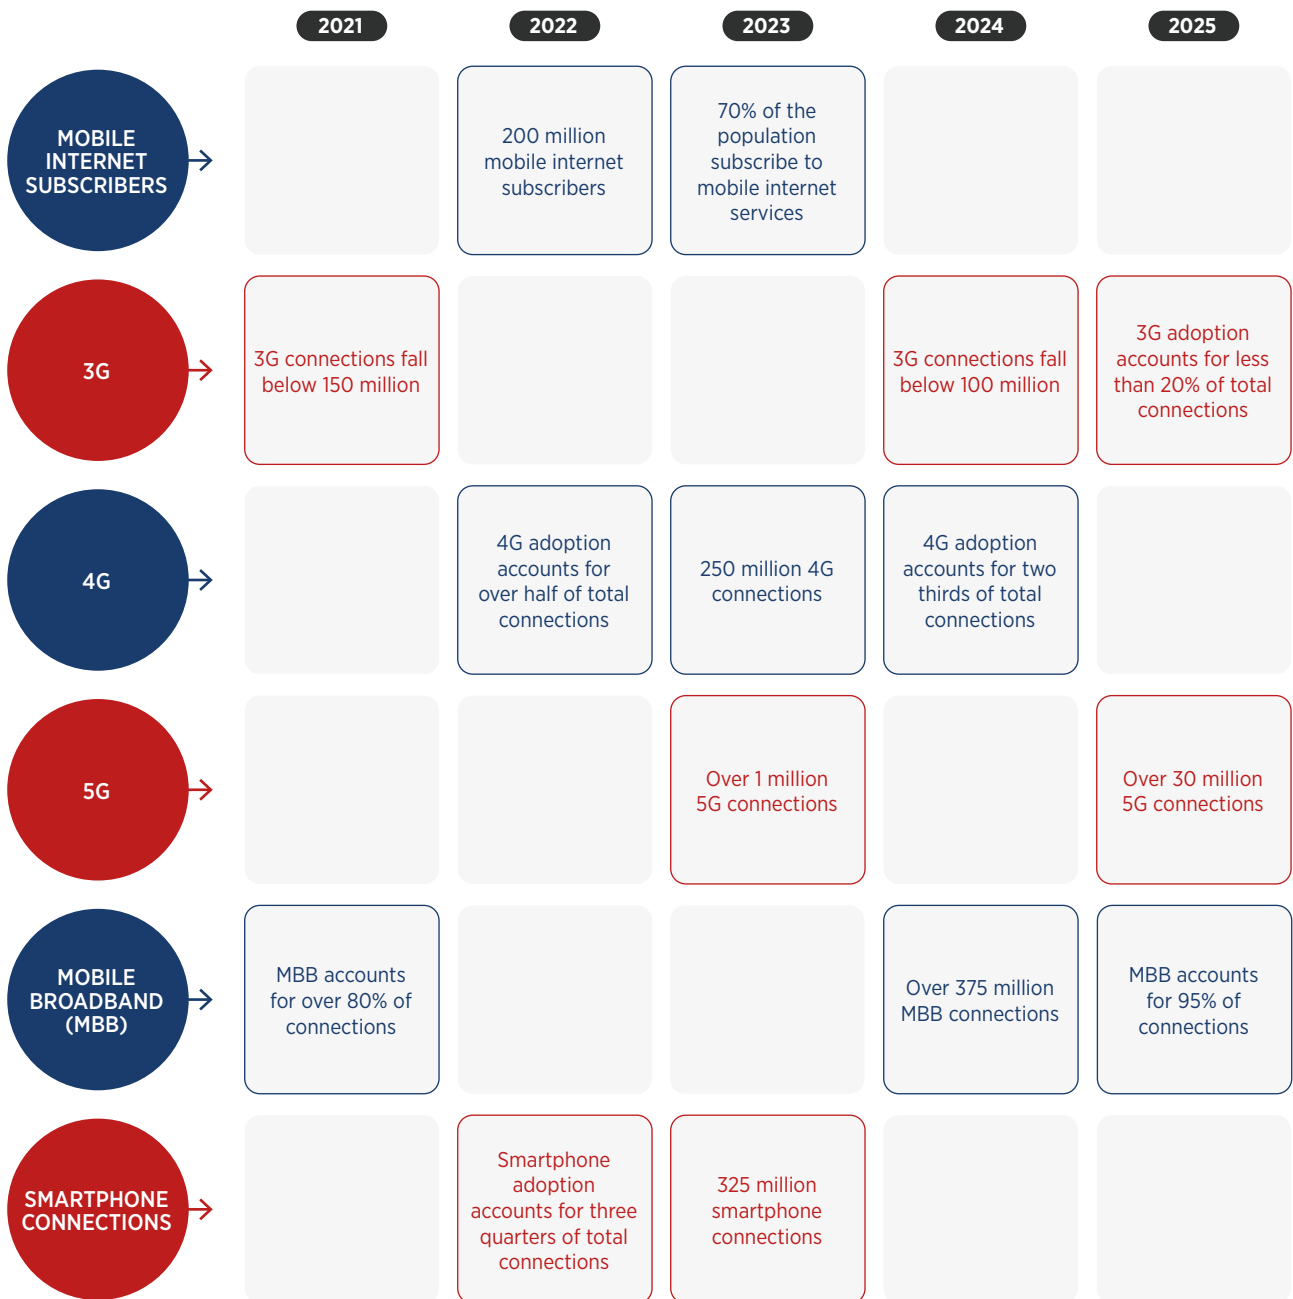 2021
2022
2023
2024
2025
MOBILE
INTERNET
SUBSCRIBERS
200 million
mobile internet
subscribers
70% of the
population
subscribe to
mobile internet
services
3G
3G connections fall
below 150 million
3G connections fall
below 100 million
3G adoption
accounts for less
than 20% of total
connections
4G
4G adoption
accounts for
over half of total
connections
250 million 4G
connections
4G adoption
accounts for two
thirds of total
connections
5G
Over 1 million
5G connections
Over 30 million
5G connections
MOBILE
BROADBAND
(MBB)
MBB accounts
for over 80% of
connections
Over 375 million
MBB connections
MBB accounts
for 95% of
connections
SMARTPHONE
CONNECTIONS
Smartphone
adoption
accounts for three
quarters of total
connections
325 million
smartphone
connections